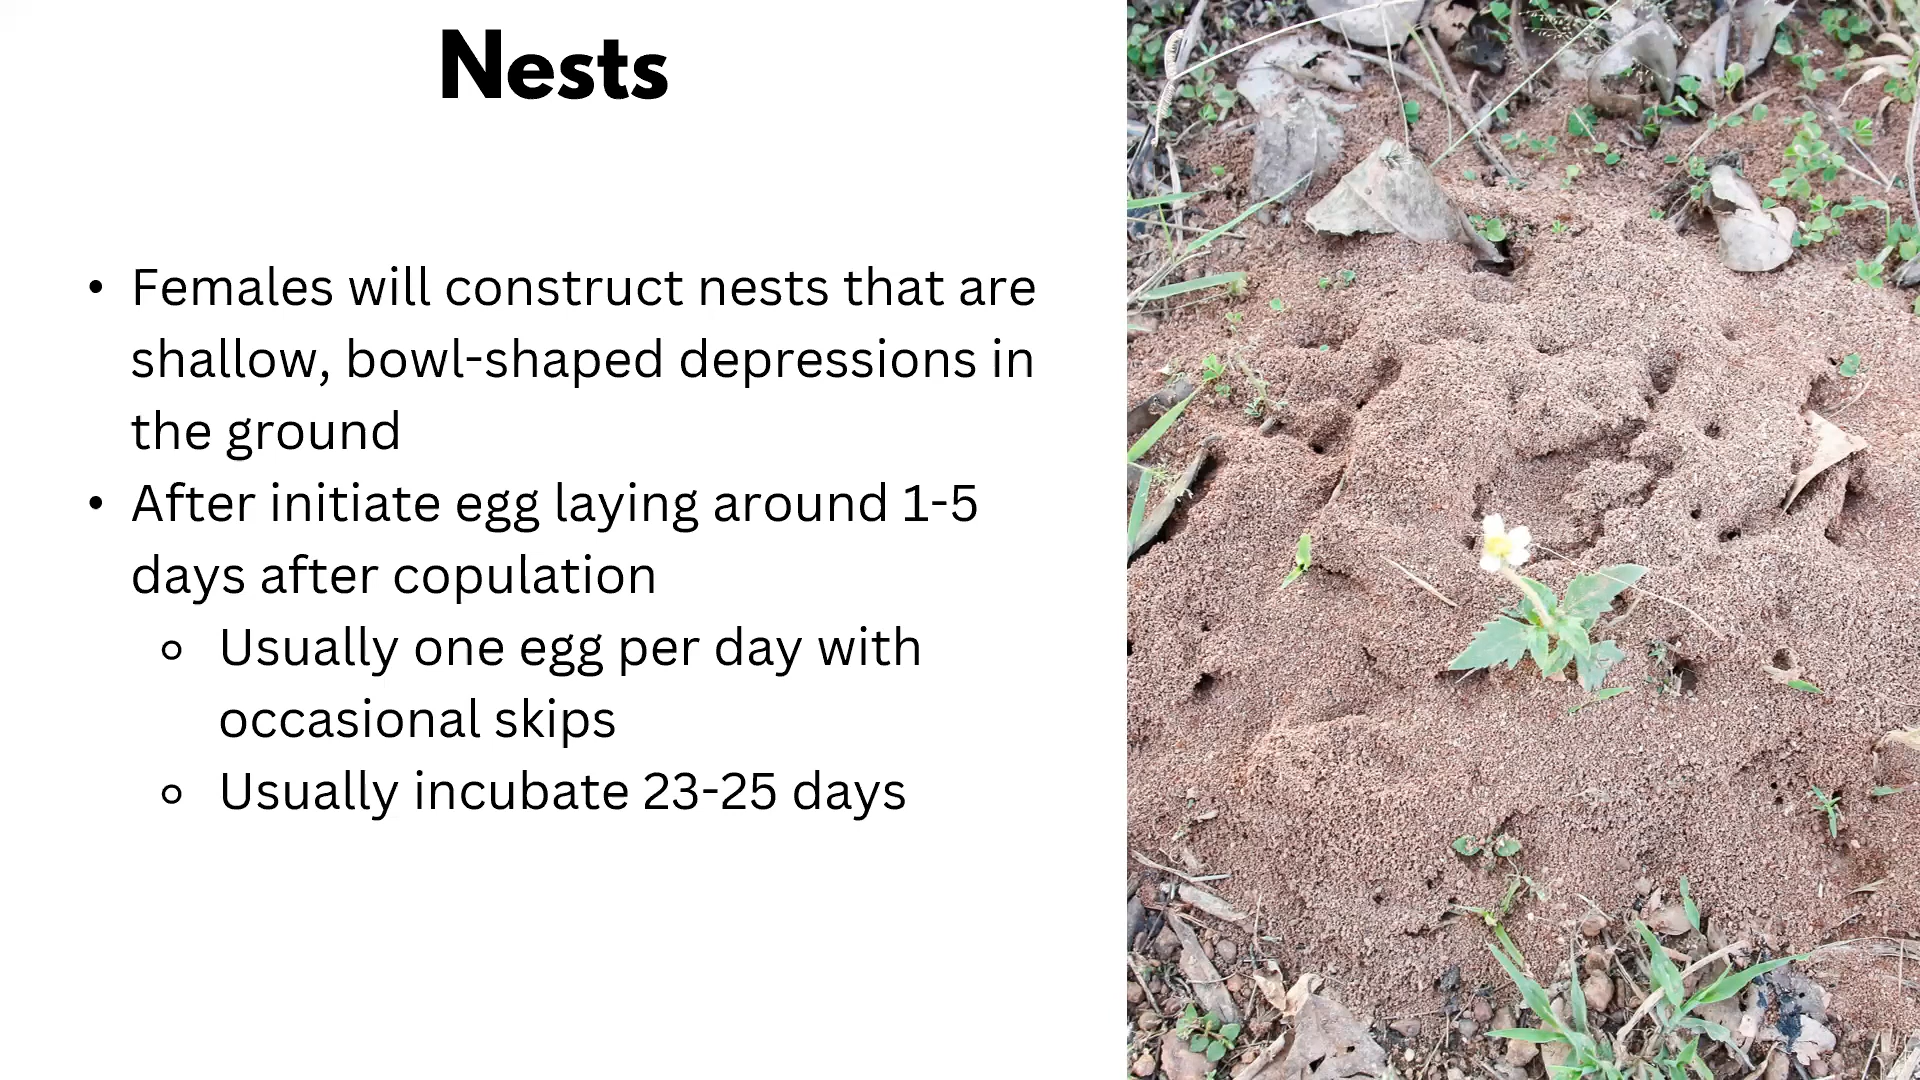 Nests
• Females will construct nests that are
shallow, bowl-shaped depressions in
the ground
• After initiate egg laying around 1-5
days after copulation
◦ Usually one egg per day with
occasional skips
◦ Usually incubate 23-25 days